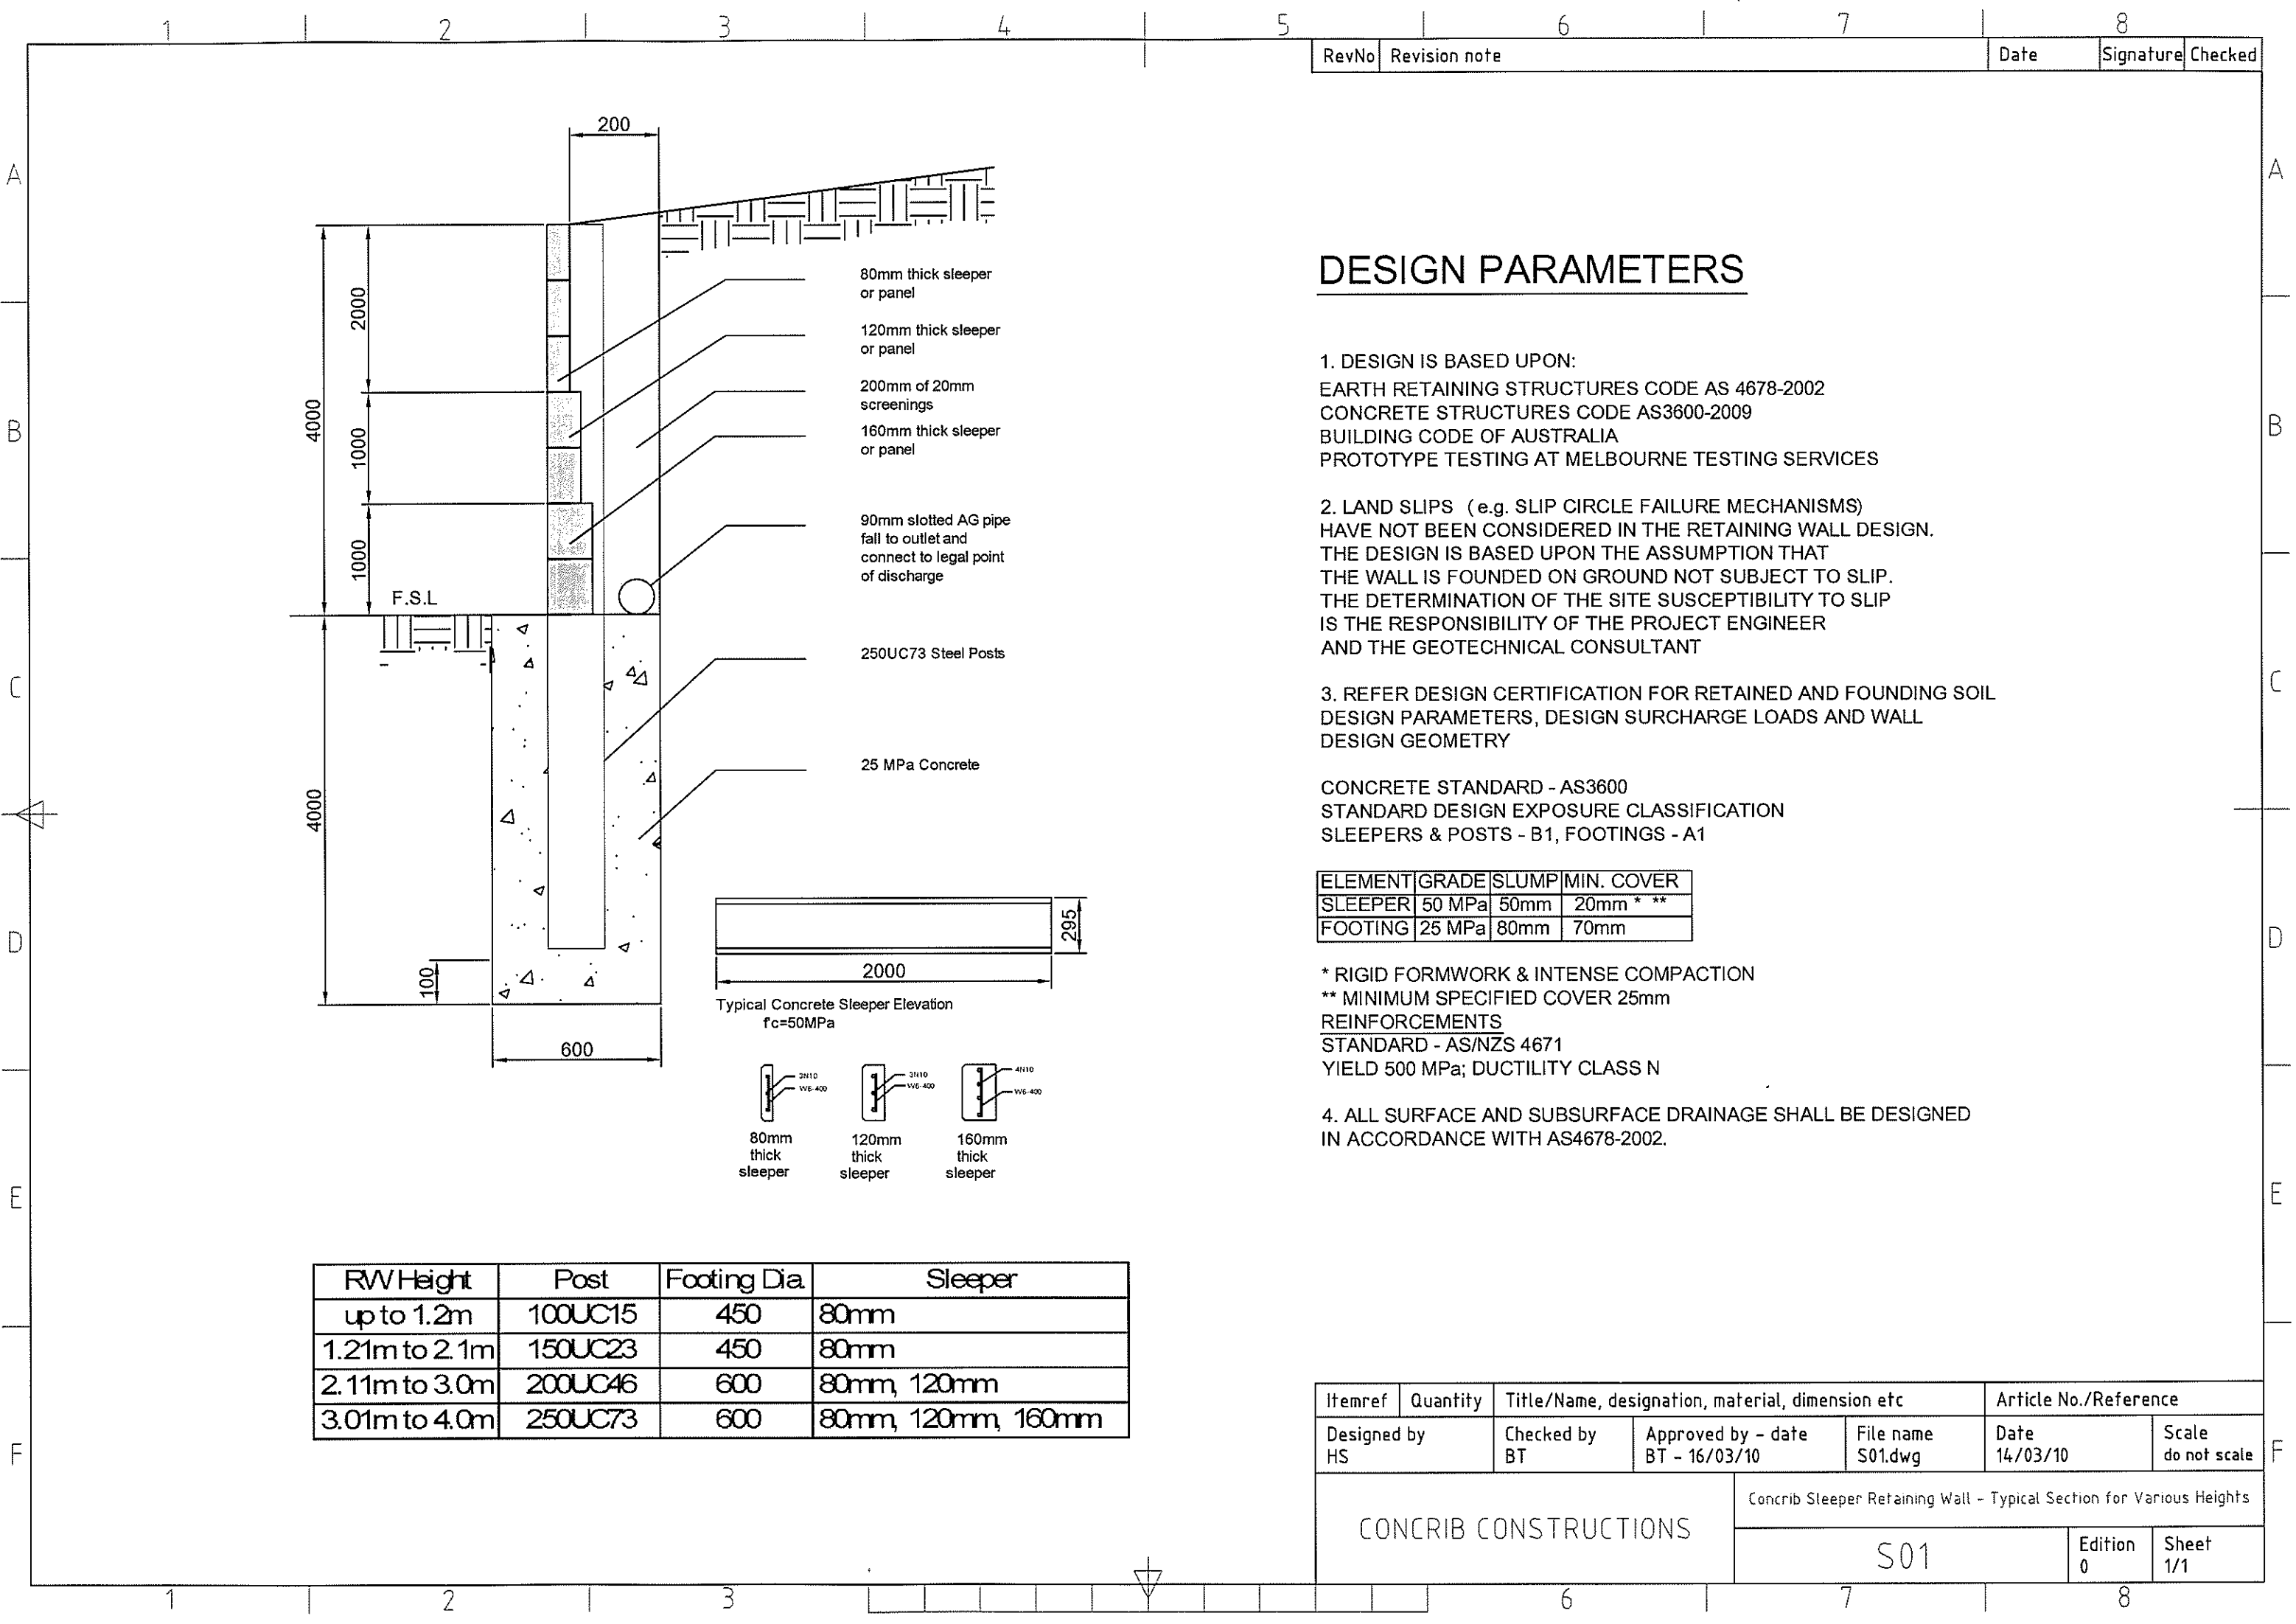 1 2 3 4 5 6 7 8
RevNo Revision note Date Signature Checked
A A
B B
C C
D D
E E
F F
200
4000
2000
1000
1000
F.S.L
4000
100
600
80mm thick sleeper
or panel
120mm thick sleeper
or panel
200mm of 20mm
screenings
160mm thick sleeper
or panel
90mm slotted AG pipe
fall to outlet and
connect to legal point
of discharge
250UC73 Steel Posts
25 MPa Concrete
295
2000
Typical Concrete Sleeper Elevation
f'c=50MPa
3N10
W6-400
3N10
W6-400
4N10
W6-400
80mm
thick
sleeper
120mm
thick
sleeper
160mm
thick
sleeper
RW Height Post Footing Dia. Sleeper
up to 1.2m 100UC15 450 80mm
1.21m to 2.1m 150UC23 450 80mm
2.11m to 3.0m 200UC46 600 80mm, 120mm
3.01m to 4.0m 250UC73 600 80mm, 120mm, 160mm
DESIGN PARAMETERS
1. DESIGN IS BASED UPON:
EARTH RETAINING STRUCTURES CODE AS 4678-2002
CONCRETE STRUCTURES CODE AS3600-2009
BUILDING CODE OF AUSTRALIA
PROTOTYPE TESTING AT MELBOURNE TESTING SERVICES
2. LAND SLIPS (e.g. SLIP CIRCLE FAILURE MECHANISMS)
HAVE NOT BEEN CONSIDERED IN THE RETAINING WALL DESIGN.
THE DESIGN IS BASED UPON THE ASSUMPTION THAT
THE WALL IS FOUNDED ON GROUND NOT SUBJECT TO SLIP.
THE DETERMINATION OF THE SITE SUSCEPTIBILITY TO SLIP
IS THE RESPONSIBILITY OF THE PROJECT ENGINEER
AND THE GEOTECHNICAL CONSULTANT
3. REFER DESIGN CERTIFICATION FOR RETAINED AND FOUNDING SOIL
DESIGN PARAMETERS, DESIGN SURCHARGE LOADS AND WALL
DESIGN GEOMETRY
CONCRETE STANDARD - AS3600
STANDARD DESIGN EXPOSURE CLASSIFICATION
SLEEPERS & POSTS - B1, FOOTINGS - A1
ELEMENT GRADE SLUMP MIN. COVER
SLEEPER 50 MPa 50mm 20mm * **
FOOTING 25 MPa 80mm 70mm
* RIGID FORMWORK & INTENSE COMPACTION
** MINIMUM SPECIFIED COVER 25mm
REINFORCEMENTS
STANDARD - AS/NZS 4671
YIELD 500 MPa; DUCTILITY CLASS N
4. ALL SURFACE AND SUBSURFACE DRAINAGE SHALL BE DESIGNED
IN ACCORDANCE WITH AS4678-2002.
Itemref Quantity Title/Name, designation, material, dimension etc Article No./Reference
Designed by Checked by Approved by - date File name Date Scale
HS BT BT - 16/03/10 S01.dwg 14/03/10 do not scale
Concrib Sleeper Retaining Wall - Typical Section for Various Heights
CONCRIB CONSTRUCTIONS
S01
Edition
0
Sheet
1/1
1 2 3 6 7 8